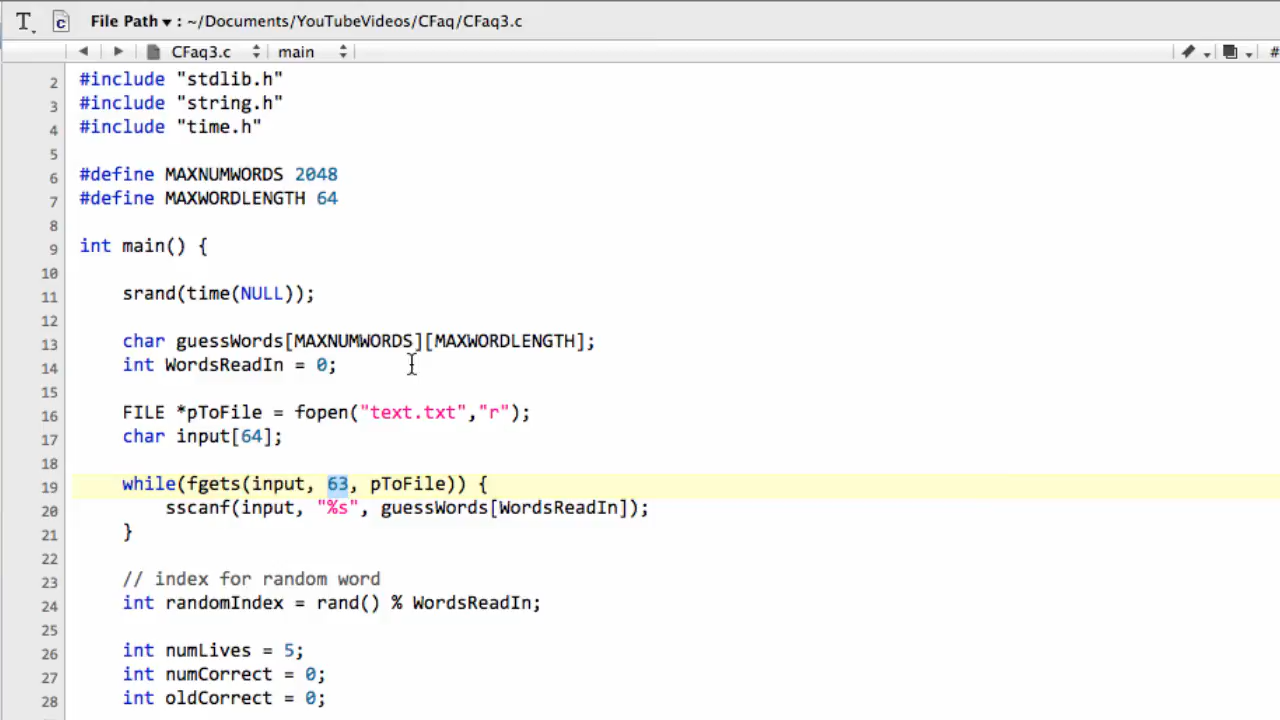 T. c File Path ▾ : ~/Documents/YouTubeVideos/CFaq/CFaq3.c
CFaq3.c main #
2 #include "stdlib.h"
3 #include "string.h"
4 #include "time.h"
5
6 #define MAXNUMWORDS 2048
7 #define MAXWORDLENGTH 64
8
9 int main() {
10
11 srand(time(NULL));
12
13 char guessWords[MAXNUMWORDS][MAXWORDLENGTH];
14 int WordsReadIn = 0;
15
16 FILE *pToFile = fopen("text.txt","r");
17 char input[64];
18
19 while(fgets(input, 63, pToFile)) {
20 sscanf(input, "%s", guessWords[WordsReadIn]);
21 }
22
23 // index for random word
24 int randomIndex = rand() % WordsReadIn;
25
26 int numLives = 5;
27 int numCorrect = 0;
28 int oldCorrect = 0;